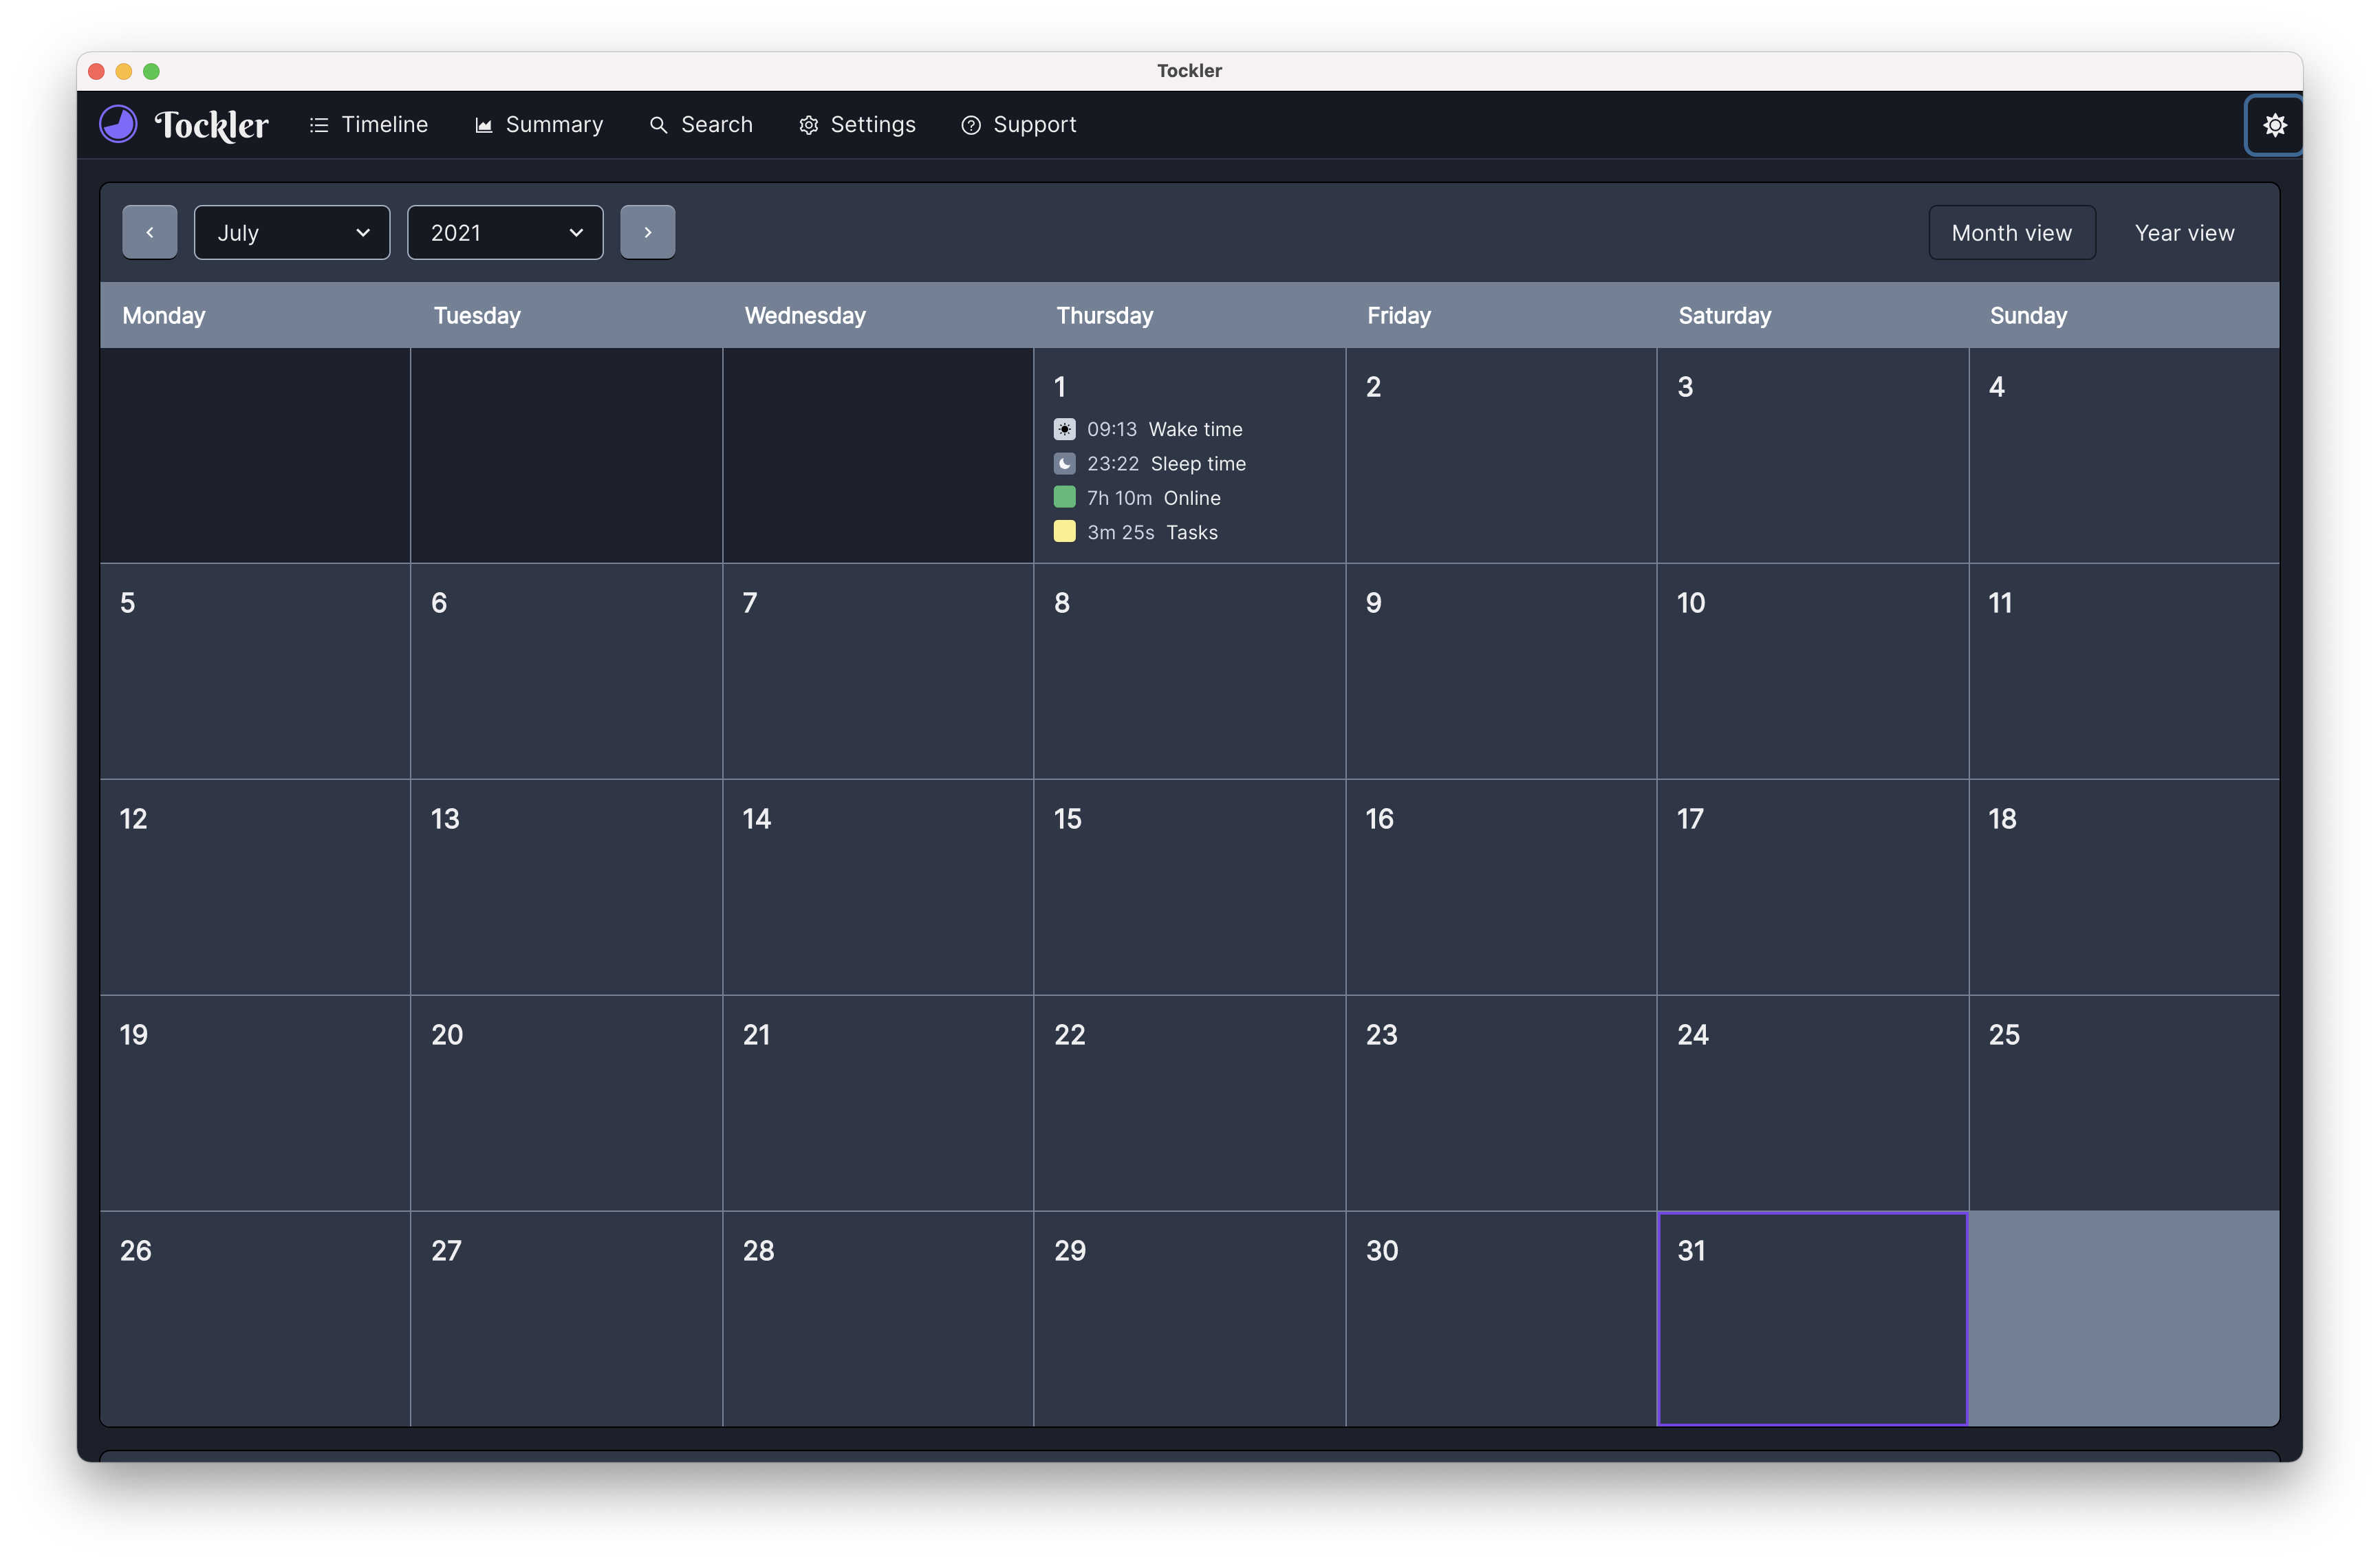 Tockler
Tockler Timeline Summary Search Settings Support
July 2021 Month view Year view
Monday Tuesday Wednesday Thursday Friday Saturday Sunday
1 2 3 4
09:13 Wake time
23:22 Sleep time
7h 10m Online
3m 25s Tasks
5 6 7 8 9 10 11
12 13 14 15 16 17 18
19 20 21 22 23 24 25
26 27 28 29 30 31